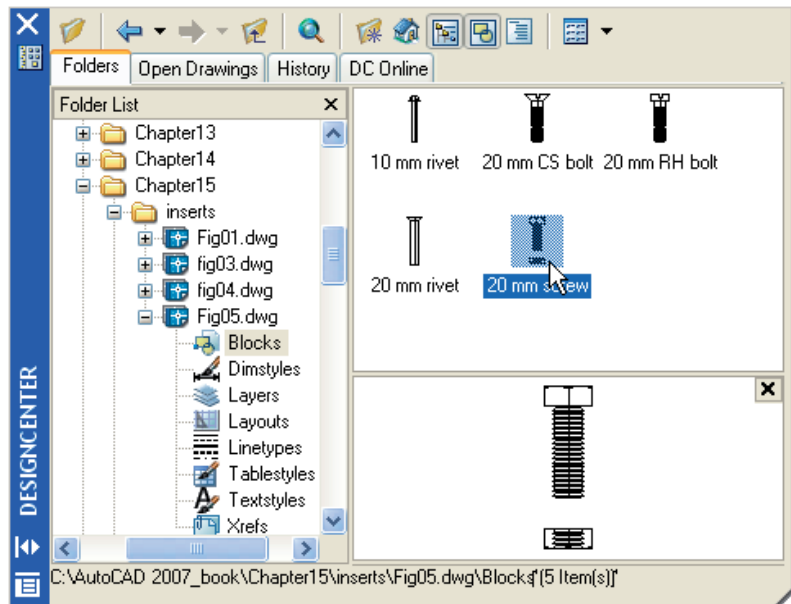 Folders Open Drawings History DC Online
Folder List
Chapter13
Chapter14
Chapter15
inserts
Fig01.dwg
fig03.dwg
fig04.dwg
Fig05.dwg
Blocks
Dimstyles
Layers
Layouts
Linetypes
Tablestyles
Textstyles
Xrefs
10 mm rivet 20 mm CS bolt 20 mm RH bolt
20 mm rivet 20 mm screw
DESIGNCENTER
C:\AutoCAD 2007_book\Chapter15\inserts\Fig05.dwg\Blocks"(5 Item(s))"